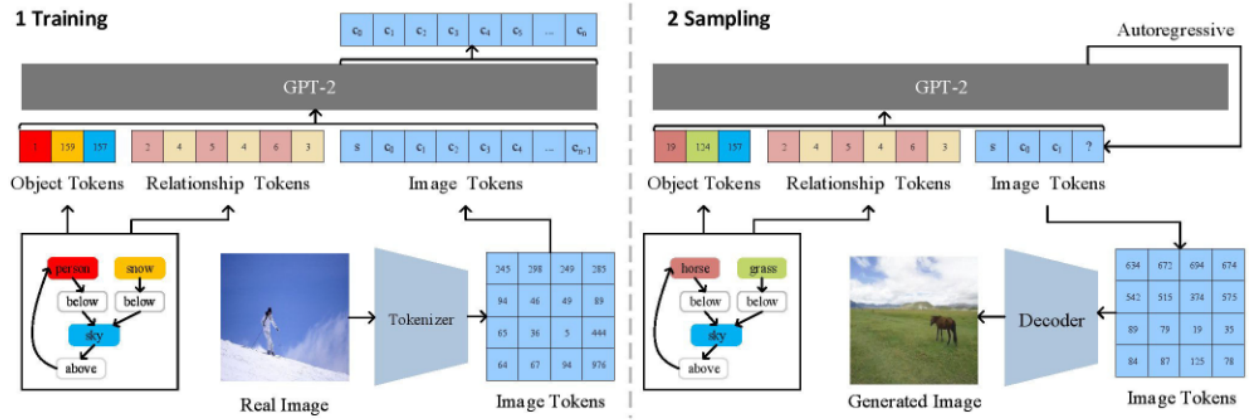 1 Training
c0 c1 c2 c3 c4 c5 ... cn
GPT-2
1 159 157 2 4 5 4 6 3 s c0 c1 c2 c3 c4 ... cn-1
Object Tokens Relationship Tokens Image Tokens
person snow
below below
sky
above
Real Image
Tokenizer
245 298 249 285
94 46 49 89
65 36 5 444
64 67 94 976
Image Tokens
2 Sampling
Autoregressive
GPT-2
19 124 157 2 4 5 4 6 3 s c0 c1 ?
Object Tokens Relationship Tokens Image Tokens
horse grass
below below
sky
above
Generated Image
Decoder
634 672 694 674
542 515 374 575
89 79 19 35
84 87 125 78
Image Tokens